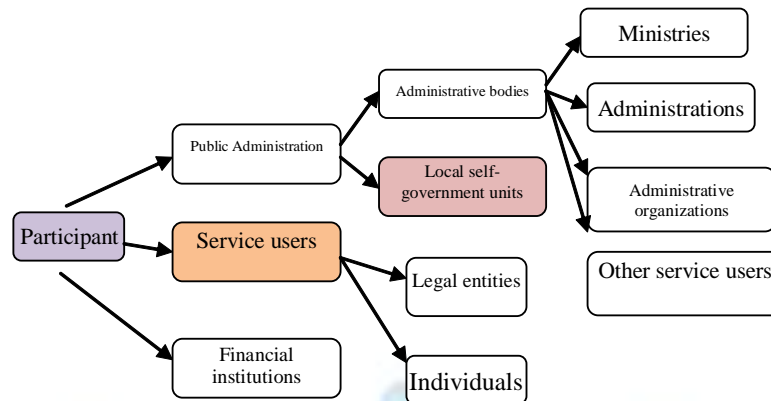 Ministries
Administrative bodies
Administrations
Public Administration
Local self-
government units
Administrative
organizations
Participant
Service users
Other service users
Legal entities
Financial
institutions
Individuals